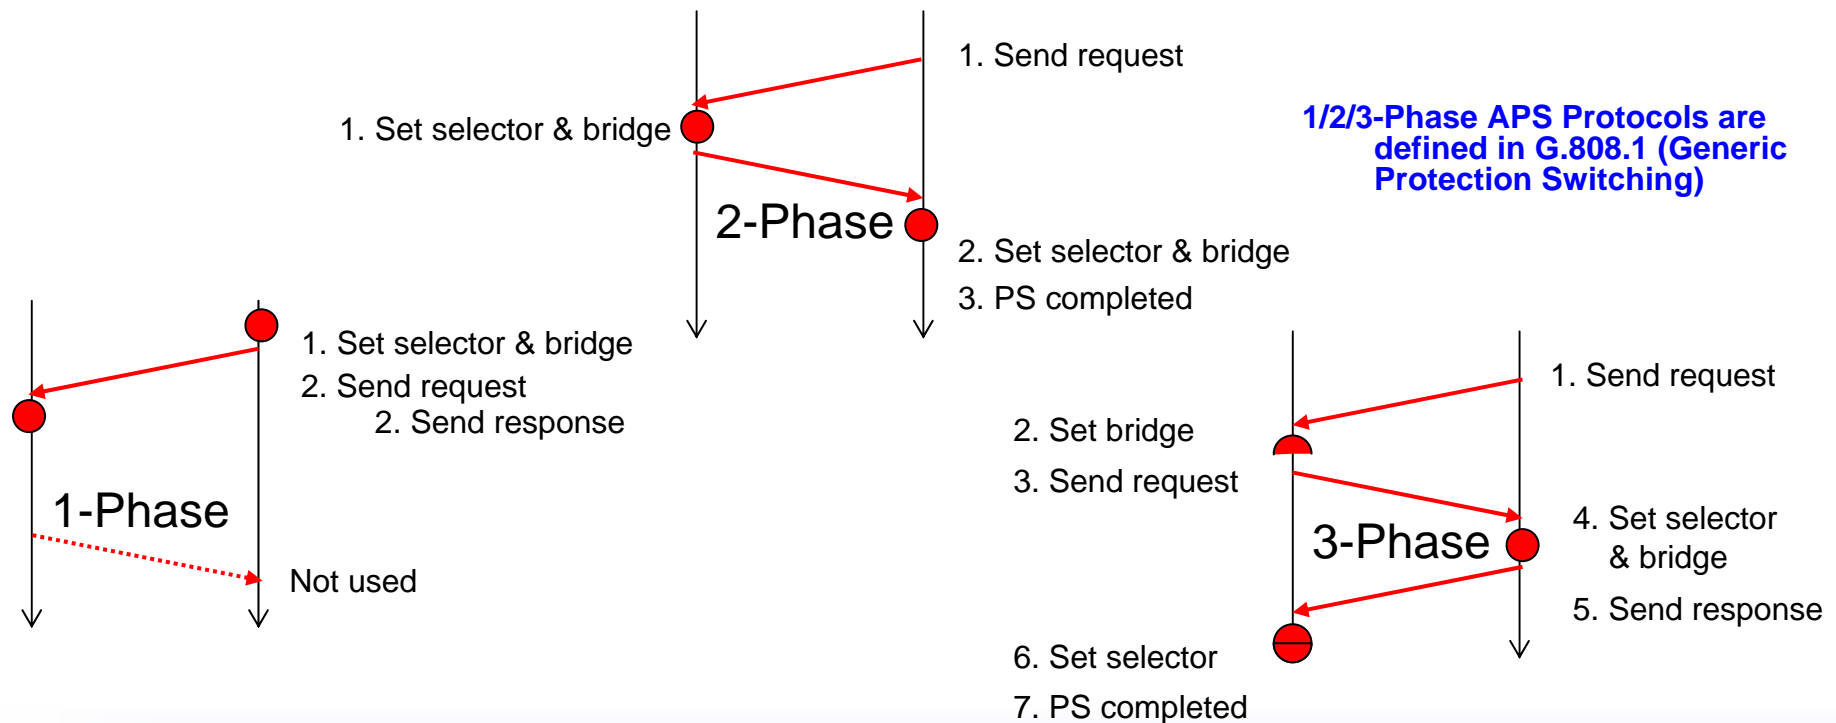 1. Send request
1/2/3-Phase APS Protocols are
defined in G.808.1 (Generic
Protection Switching)
1. Set selector & bridge
2-Phase
2. Set selector & bridge
3. PS completed
1. Set selector & bridge
2. Send request
2. Send response
1-Phase
Not used
1. Send request
2. Set bridge
3. Send request
3-Phase
4. Set selector
& bridge
5. Send response
6. Set selector
7. PS completed